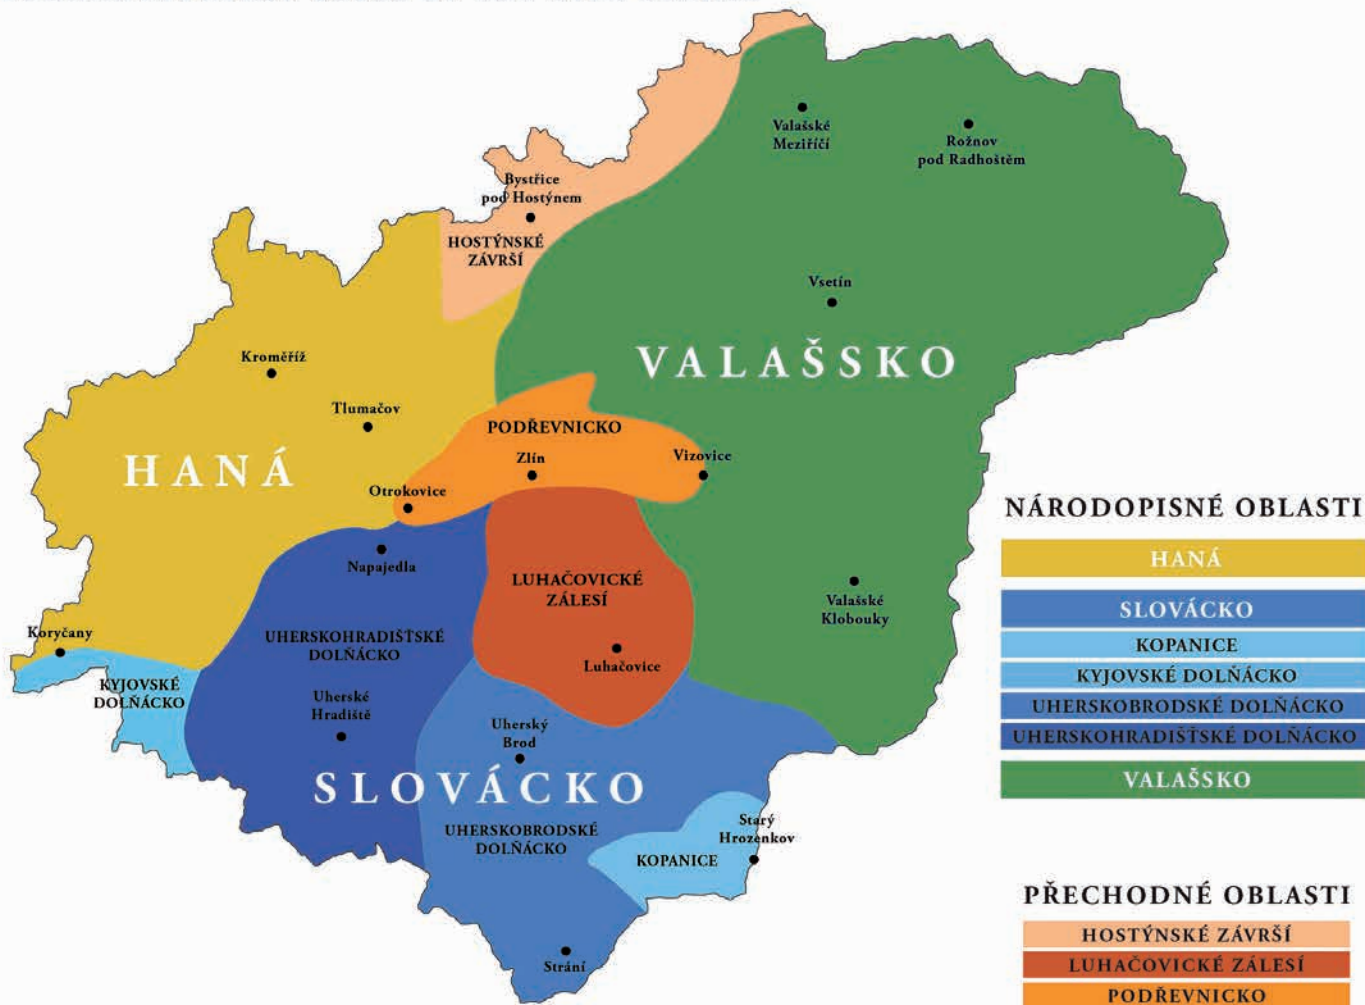 Valašské
Meziříčí
Rožnov
pod Radhoštěm
Bystřice
pod Hostýnem
HOSTÝNSKÉ
ZÁVRŠÍ
Vsetín
Kroměříž
VALAŠSKO
Tlumačov
PODŘEVNICKO
HANÁ
Zlín
Vizovice
Otrokovice
Napajedla
LUHAČOVICKÉ
ZÁLESÍ
Valašské
Klobouky
Koryčany
UHERSKOHRADIŠŤSKÉ
DOLŇÁCKO
Luhačovice
KYJOVSKÉ
DOLŇÁCKO
Uherské
Hradiště
Uherský
Brod
SLOVÁCKO
UHERSKOBRODSKÉ
DOLŇÁCKO
Starý
Hrozenkov
KOPANICE
Strání
NÁRODOPISNÉ OBLASTI
HANÁ
SLOVÁCKO
KOPANICE
KYJOVSKÉ DOLŇÁCKO
UHERSKOBRODSKÉ DOLŇÁCKO
UHERSKOHRADIŠŤSKÉ DOLŇÁCKO
VALAŠSKO
PŘECHODNÉ OBLASTI
HOSTÝNSKÉ ZÁVRŠÍ
LUHAČOVICKÉ ZÁLESÍ
PODŘEVNICKO